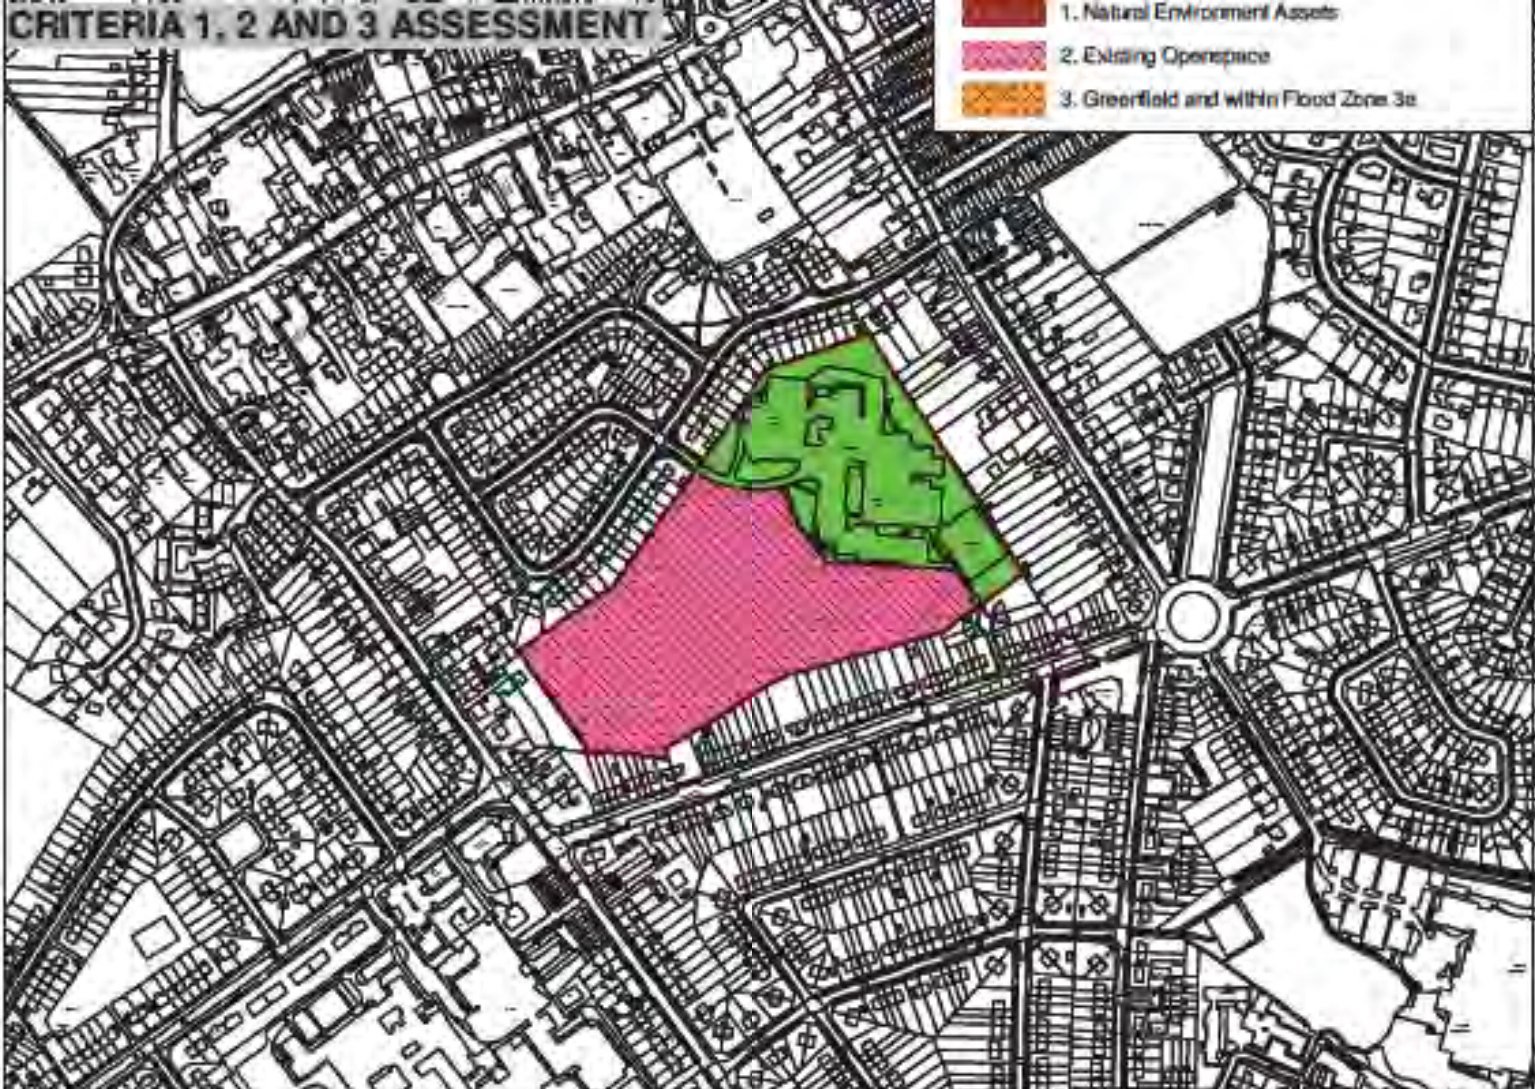 CRITERIA 1, 2 AND 3 ASSESSMENT
1. Natural Environment Assets
2. Existing Openspace
3. Greenfield and within Flood Zone 3a